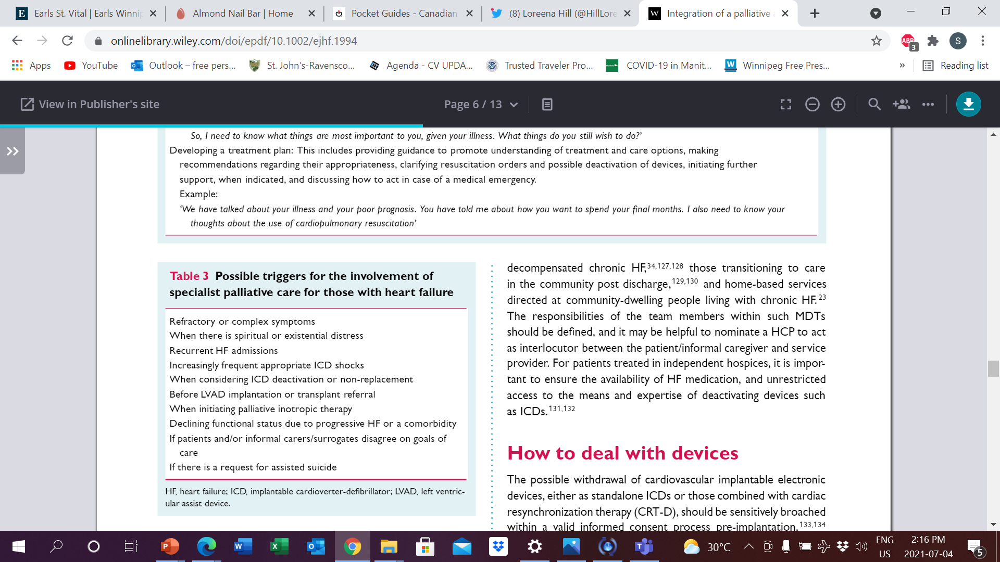 Earls St. Vital | Earls Winni
Almond Nail Bar | Home
Pocket Guides - Canadian
(8) Loreena Hill (@HillLore
Integration of a palliative
onlinelibrary.wiley.com/doi/epdf/10.1002/ejhf.1994
ABP
3
S
Apps
YouTube
Outlook – free pers...
St. John's-Ravensco...
Agenda - CV UPDA...
Trusted Traveler Pro...
COVID-19 in Manit...
Winnipeg Free Pres...
»
Reading list
View in Publisher's site
Page 6 / 13
So, I need to know what things are most important to you, given your illness. What things do you still wish to do?’
Developing a treatment plan: This includes providing guidance to promote understanding of treatment and care options, making
recommendations regarding their appropriateness, clarifying resuscitation orders and possible deactivation of devices, initiating further
support, when indicated, and discussing how to act in case of a medical emergency.
Example:
‘We have talked about your illness and your poor prognosis. You have told me about how you want to spend your final months. I also need to know your
thoughts about the use of cardiopulmonary resuscitation’
Table 3 Possible triggers for the involvement of
specialist palliative care for those with heart failure
Refractory or complex symptoms
When there is spiritual or existential distress
Recurrent HF admissions
Increasingly frequent appropriate ICD shocks
When considering ICD deactivation or non-replacement
Before LVAD implantation or transplant referral
When initiating palliative inotropic therapy
Declining functional status due to progressive HF or a comorbidity
If patients and/or informal carers/surrogates disagree on goals of
care
If there is a request for assisted suicide
HF, heart failure; ICD, implantable cardioverter-defibrillator; LVAD, left ventric-
ular assist device.
decompensated chronic HF,34,127,128 those transitioning to care
in the community post discharge,129,130 and home-based services
directed at community-dwelling people living with chronic HF.23
The responsibilities of the team members within such MDTs
should be defined, and it may be helpful to nominate a HCP to act
as interlocutor between the patient/informal caregiver and service
provider. For patients treated in independent hospices, it is impor-
tant to ensure the availability of HF medication, and unrestricted
access to the means and expertise of deactivating devices such
as ICDs.131,132
How to deal with devices
The possible withdrawal of cardiovascular implantable electronic
devices, either as standalone ICDs or those combined with cardiac
resynchronization therapy (CRT-D), should be sensitively broached
within a valid informed consent process pre-implantation.133,134
30°C
ENG
US
2:16 PM
2021-07-04
5